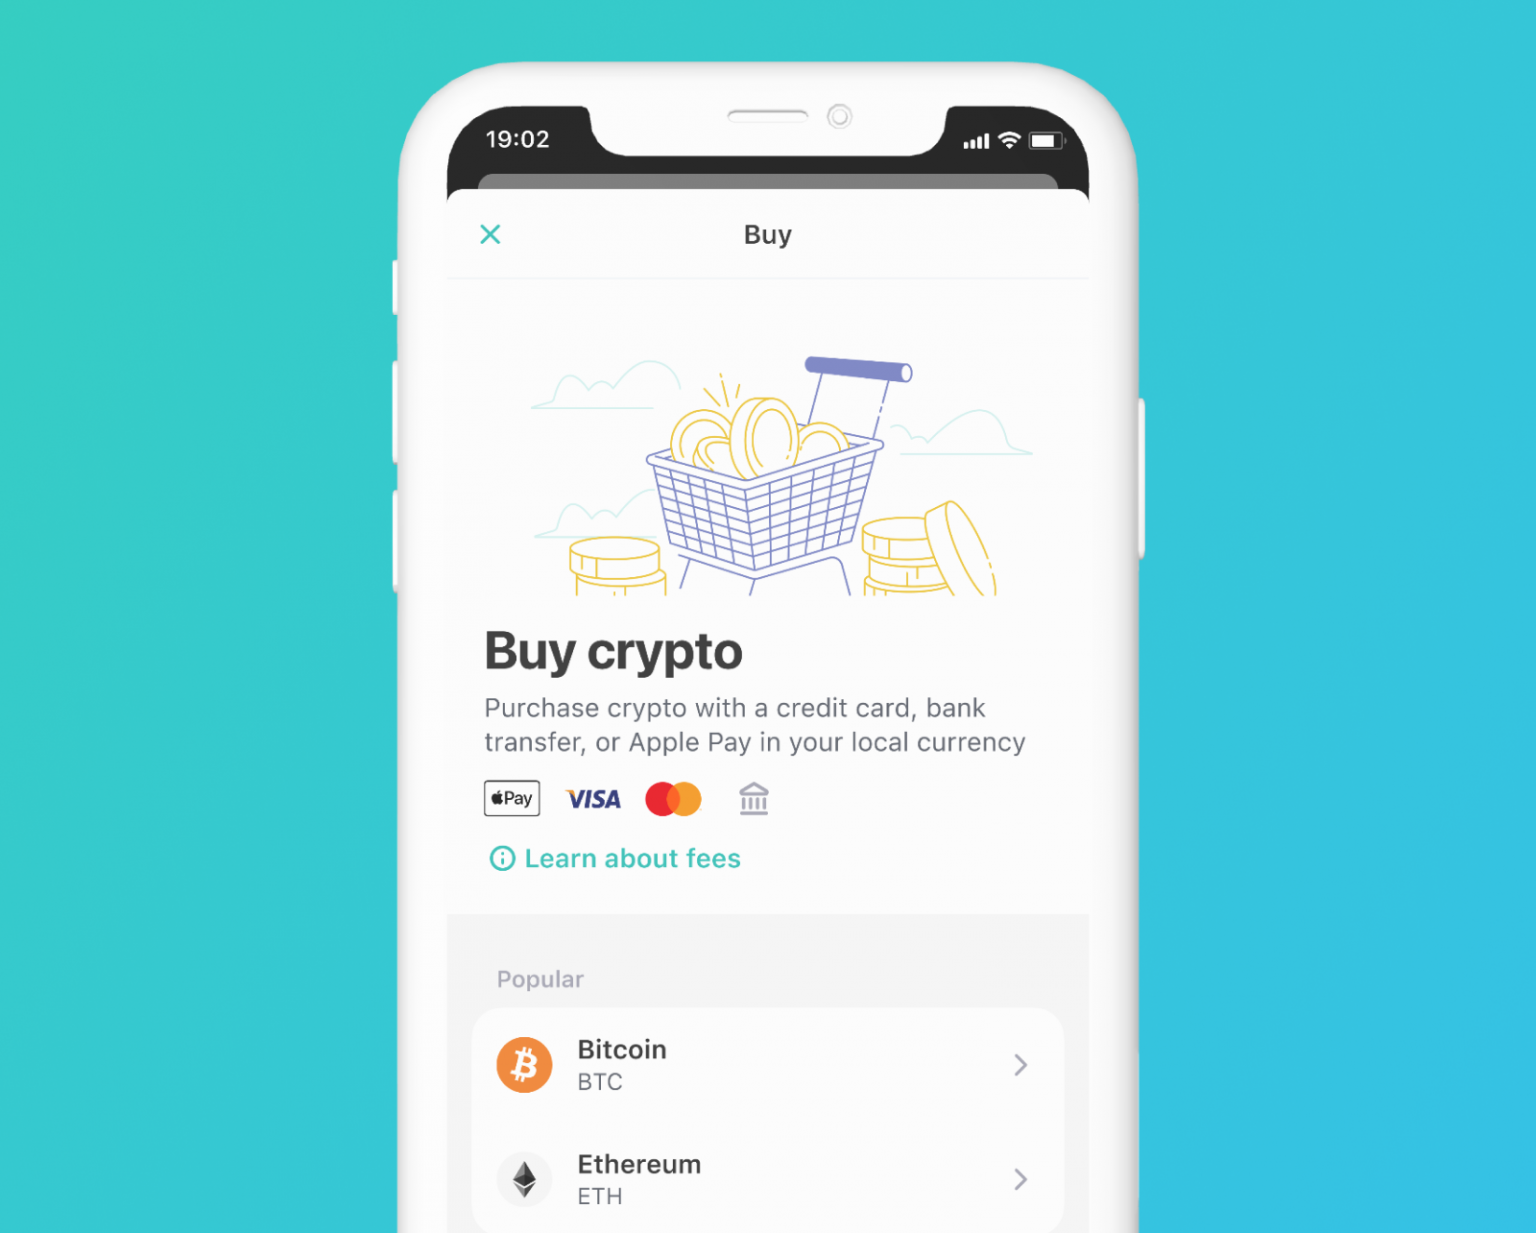 19:02
Buy
Buy crypto
Purchase crypto with a credit card, bank
transfer, or Apple Pay in your local currency
Pay VISA
Learn about fees
Popular
Bitcoin
BTC
Ethereum
ETH